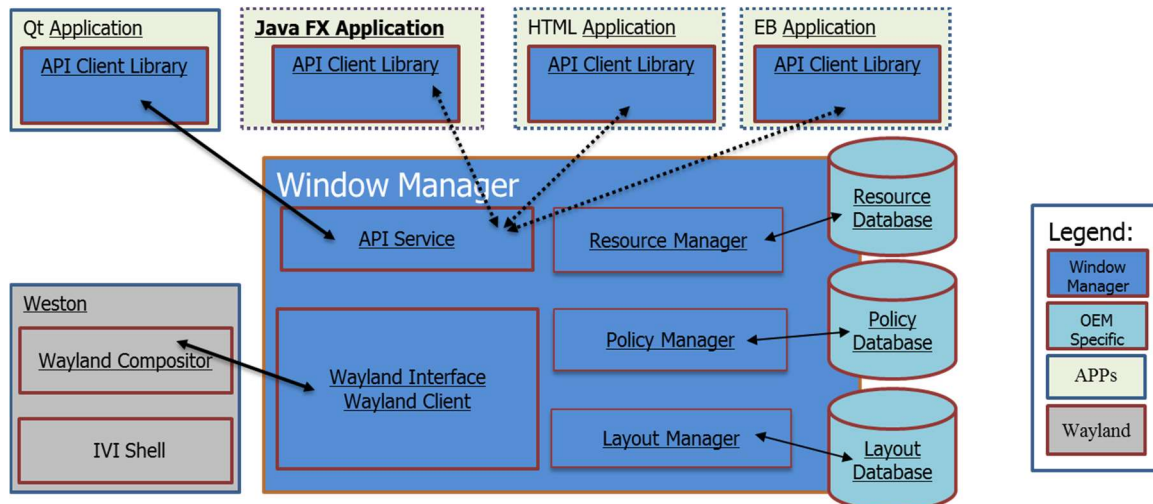 Qt Application
API Client Library
Java FX Application
API Client Library
HTML Application
API Client Library
EB Application
API Client Library
Window Manager
API Service
Resource Manager
Resource
Database
Weston
Wayland Compositor
IVI Shell
Wayland Interface
Wayland Client
Policy Manager
Policy
Database
Layout Manager
Layout
Database
Legend:
Window
Manager
OEM
Specific
APPs
Wayland